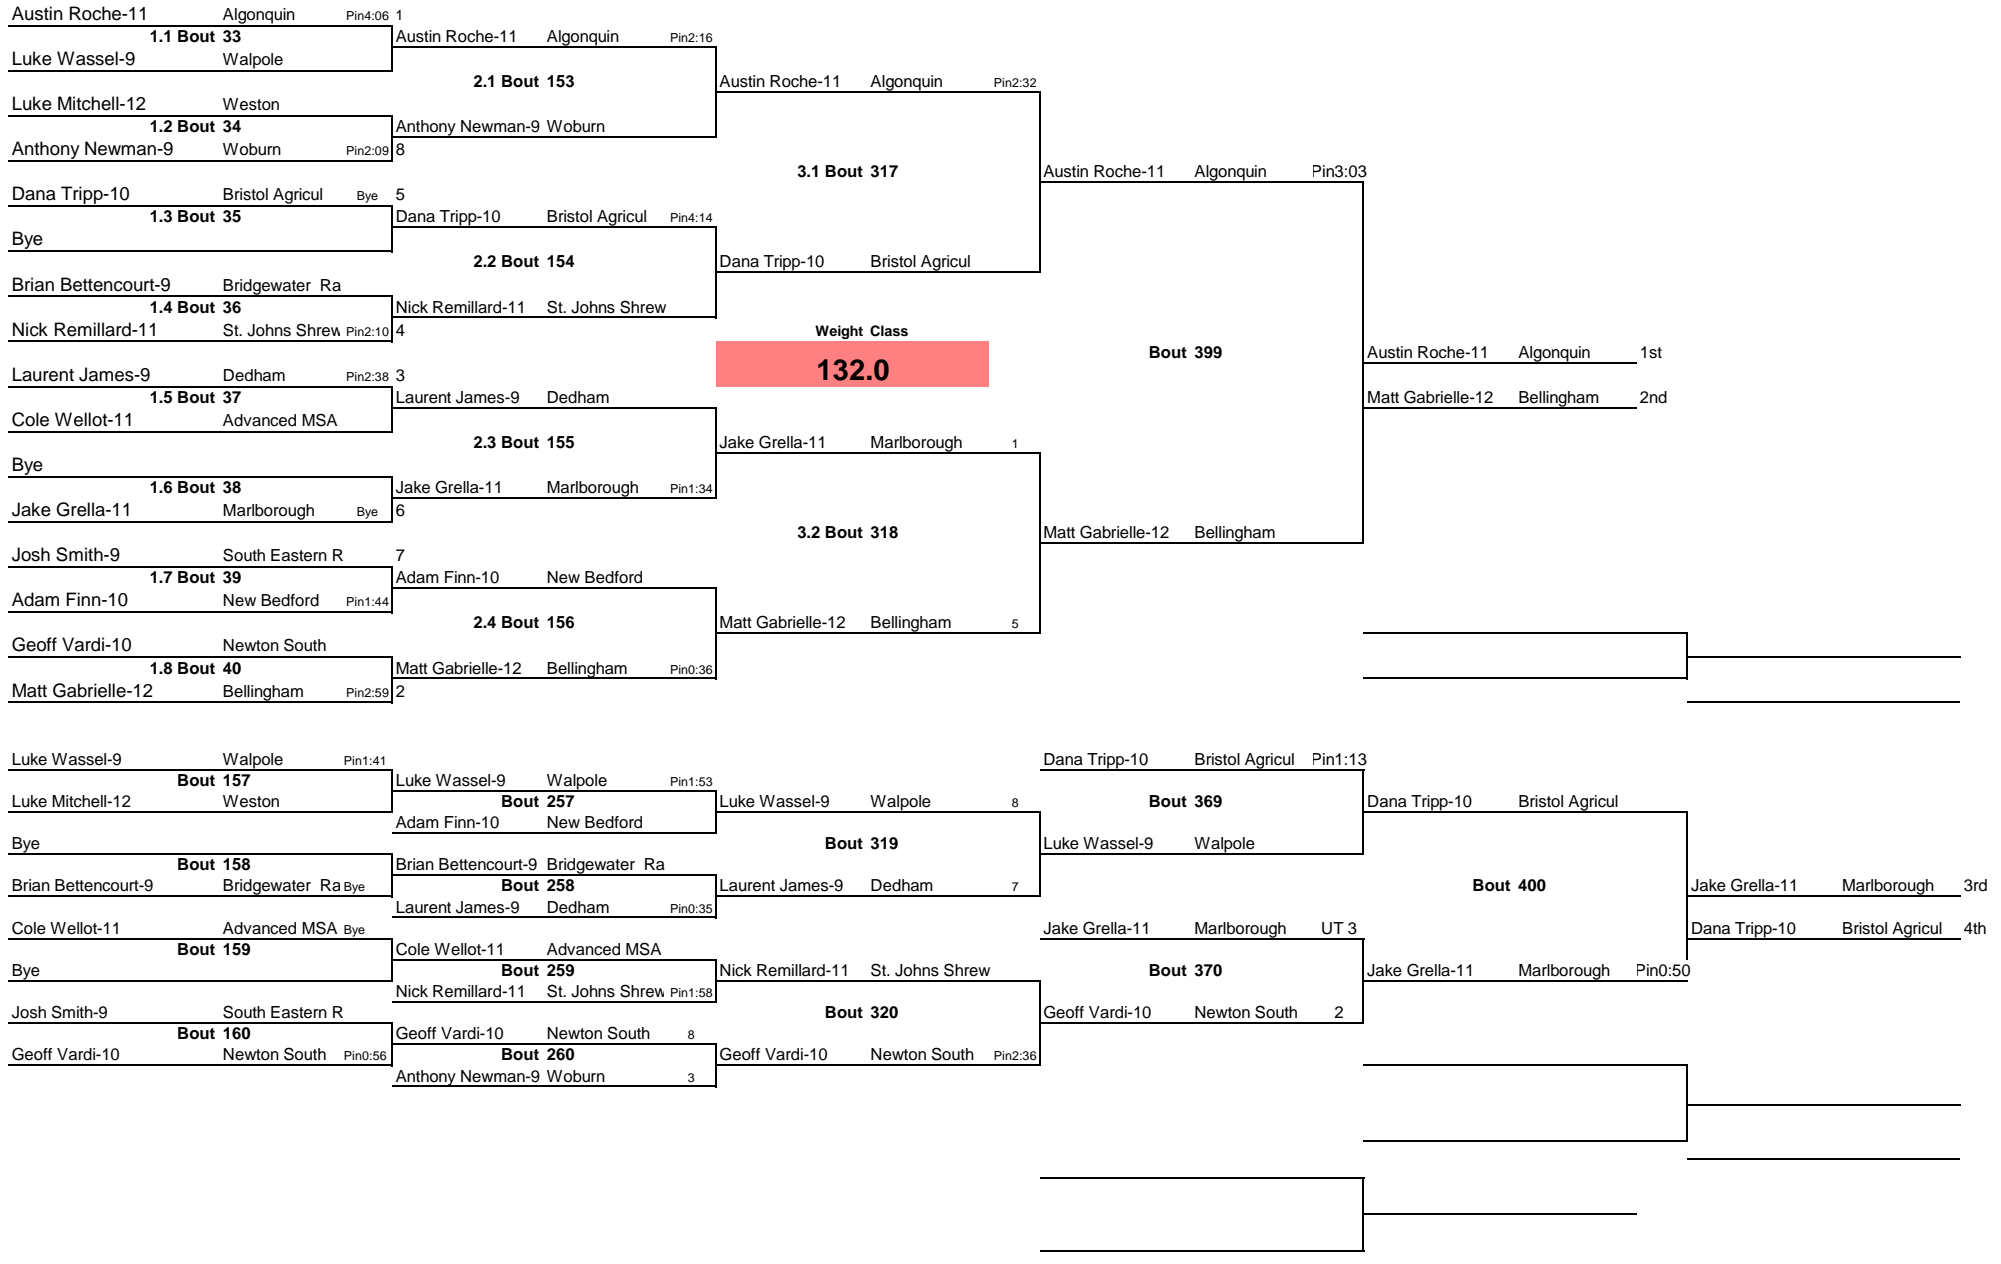 Austin Roche-11 Algonquin Pin4:06 1
1.1 Bout 33 Austin Roche-11 Algonquin Pin2:16
Luke Wassel-9 Walpole
2.1 Bout 153 Austin Roche-11 Algonquin Pin2:32
Luke Mitchell-12 Weston
1.2 Bout 34 Anthony Newman-9 Woburn
Anthony Newman-9 Woburn Pin2:09 8
3.1 Bout 317 Austin Roche-11 Algonquin Pin3:03
Dana Tripp-10 Bristol Agricul Bye 5
1.3 Bout 35 Dana Tripp-10 Bristol Agricul Pin4:14
Bye
2.2 Bout 154 Dana Tripp-10 Bristol Agricul
Brian Bettencourt-9 Bridgewater Ra
1.4 Bout 36 Nick Remillard-11 St. Johns Shrew
Nick Remillard-11 St. Johns Shrew Pin2:10 4 Weight Class
Bout 399 Austin Roche-11 Algonquin 1st
Laurent James-9 Dedham Pin2:38 3 132.0
1.5 Bout 37 Laurent James-9 Dedham Matt Gabrielle-12 Bellingham 2nd
Cole Wellot-11 Advanced MSA
2.3 Bout 155 Jake Grella-11 Marlborough 1
Bye
1.6 Bout 38 Jake Grella-11 Marlborough Pin1:34
Jake Grella-11 Marlborough Bye 6
3.2 Bout 318 Matt Gabrielle-12 Bellingham
Josh Smith-9 South Eastern R 7
1.7 Bout 39 Adam Finn-10 New Bedford
Adam Finn-10 New Bedford Pin1:44
2.4 Bout 156 Matt Gabrielle-12 Bellingham 5
Geoff Vardi-10 Newton South
1.8 Bout 40 Matt Gabrielle-12 Bellingham Pin0:36
Matt Gabrielle-12 Bellingham Pin2:59 2
Luke Wassel-9 Walpole Pin1:41 Dana Tripp-10 Bristol Agricul Pin1:13
Bout 157 Luke Wassel-9 Walpole Pin1:53
Luke Mitchell-12 Weston Bout 257 Luke Wassel-9 Walpole 8 Bout 369 Dana Tripp-10 Bristol Agricul
Adam Finn-10 New Bedford
Bye Bout 319 Luke Wassel-9 Walpole
Bout 158 Brian Bettencourt-9 Bridgewater Ra
Brian Bettencourt-9 Bridgewater Ra Bye Bout 258 Laurent James-9 Dedham 7 Bout 400 Jake Grella-11 Marlborough 3rd
Laurent James-9 Dedham Pin0:35
Cole Wellot-11 Advanced MSA Bye Jake Grella-11 Marlborough UT 3 Dana Tripp-10 Bristol Agricul 4th
Bout 159 Cole Wellot-11 Advanced MSA
Bye Bout 259 Nick Remillard-11 St. Johns Shrew Bout 370 Jake Grella-11 Marlborough Pin0:50
Nick Remillard-11 St. Johns Shrew Pin1:58
Josh Smith-9 South Eastern R Bout 320 Geoff Vardi-10 Newton South 2
Bout 160 Geoff Vardi-10 Newton South 8
Geoff Vardi-10 Newton South Pin0:56 Bout 260 Geoff Vardi-10 Newton South Pin2:36
Anthony Newman-9 Woburn 3